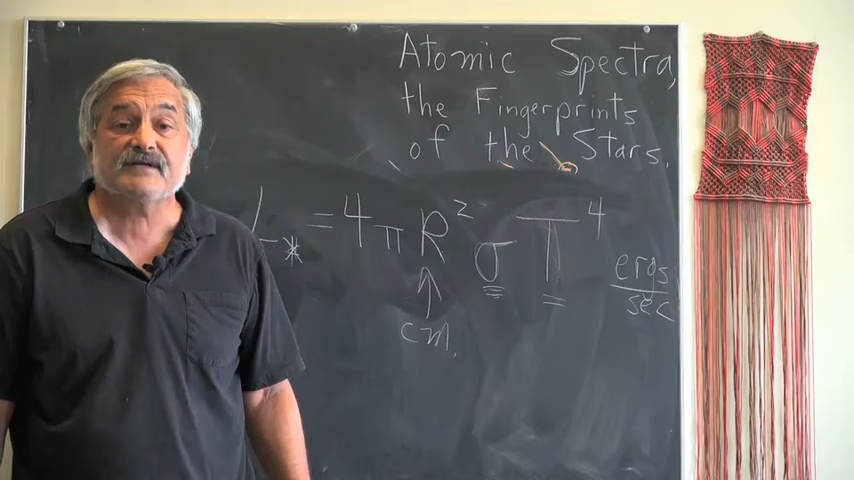 Atomic Spectra,
the Fingerprints
of the Stars.
L* = 4πR² σ T⁴ ergs/sec
cm.